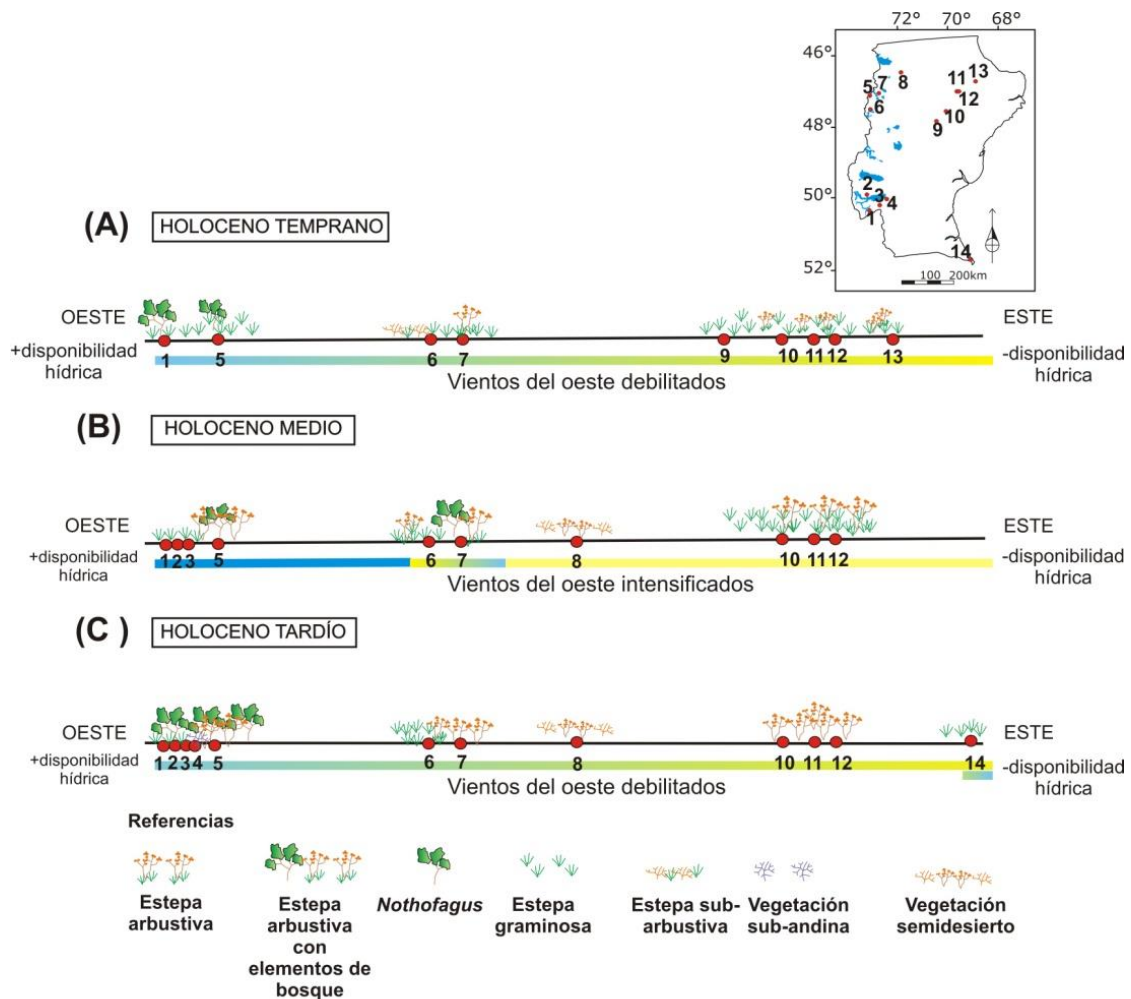 72° 70° 68°
46°
48°
50°
52°
5 7 8 11 13
6 12
10
9
2
3 4
1
14
100 200km
(A) HOLOCENO TEMPRANO
OESTE
ESTE
+disponibilidad
hídrica
-disponibilidad
hídrica
1 5 6 7 9 10 11 12 13
Vientos del oeste debilitados
(B) HOLOCENO MEDIO
OESTE
ESTE
+disponibilidad
hídrica
-disponibilidad
hídrica
1 2 3 5 6 7 8 10 11 12
Vientos del oeste intensificados
(C ) HOLOCENO TARDÍO
OESTE
ESTE
+disponibilidad
hídrica
-disponibilidad
hídrica
1 2 3 4 5 6 7 8 10 11 12 14
Vientos del oeste debilitados
Referencias
Estepa
arbustiva
Estepa
arbustiva
con
elementos de
bosque
Nothofagus
Estepa
graminosa
Estepa sub-
arbustiva
Vegetación
sub-andina
Vegetación
semidesierto